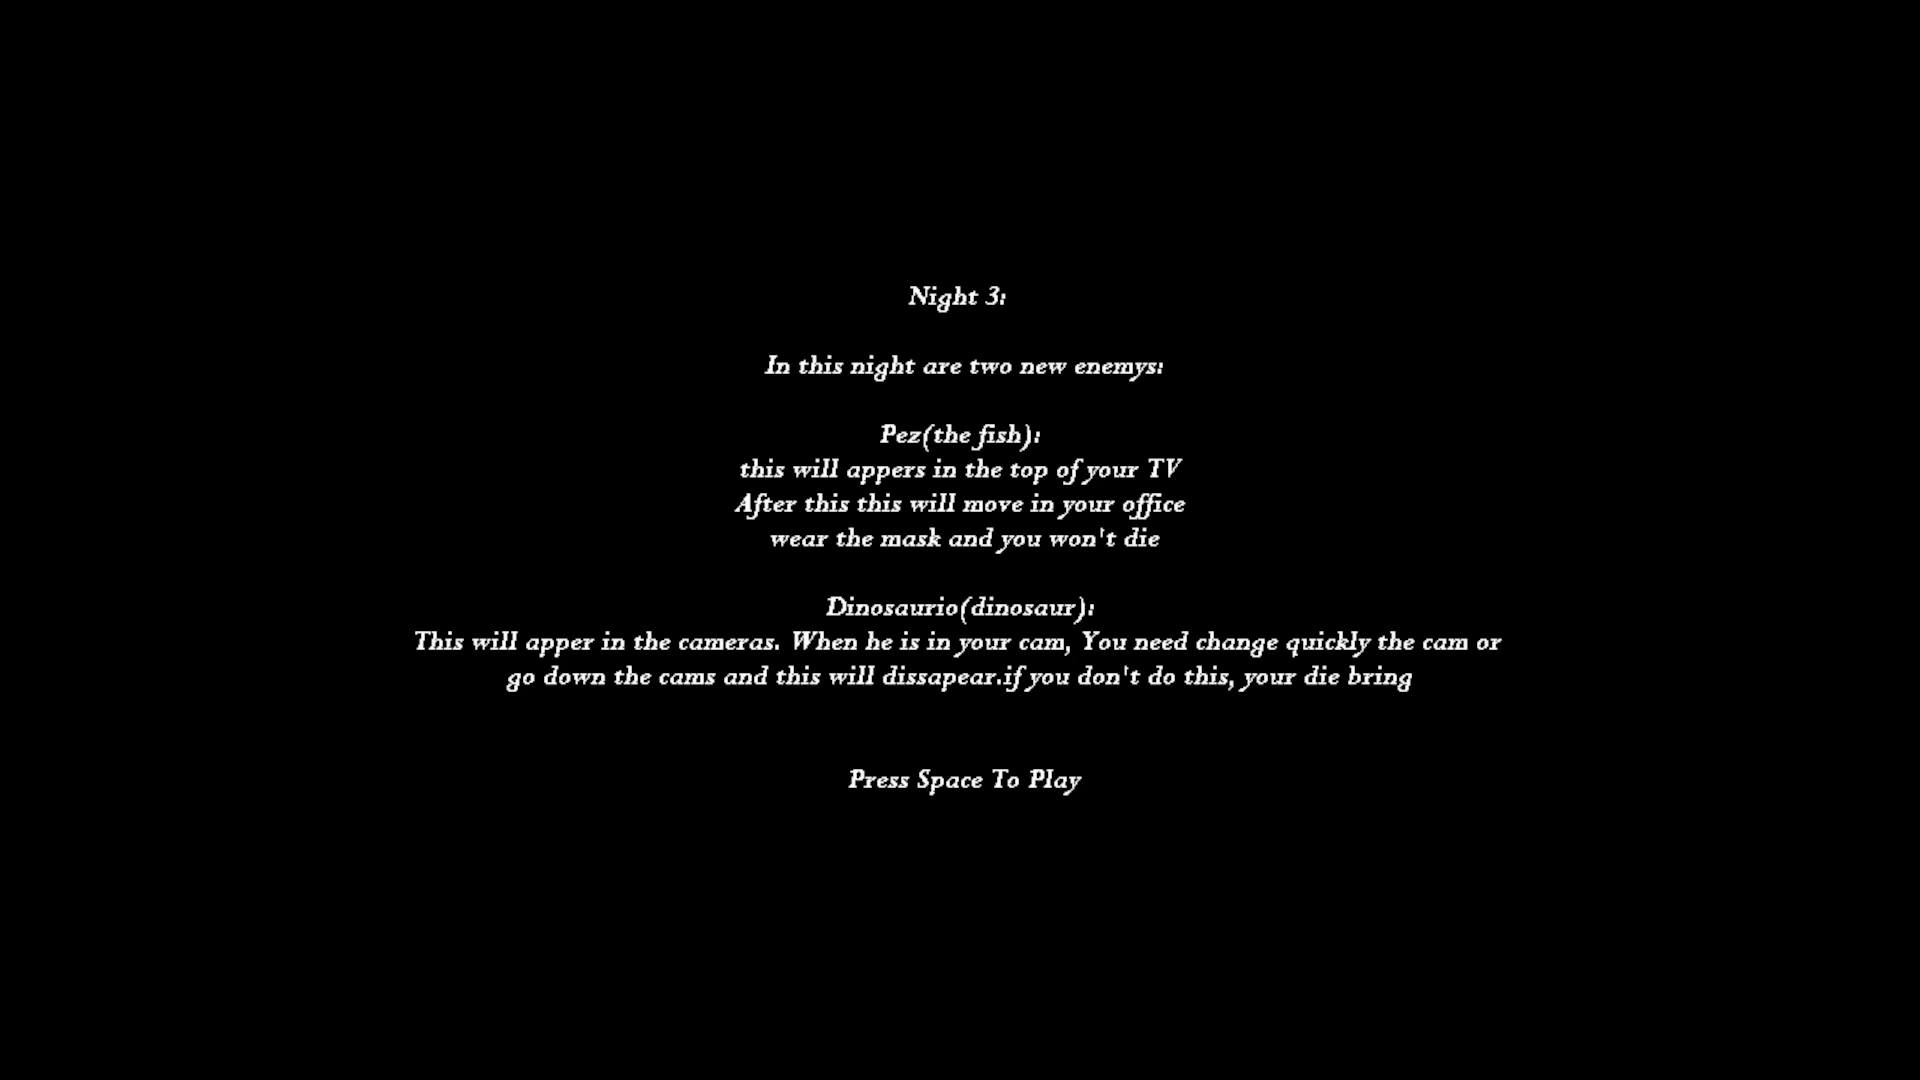 Night 3:
In this night are two new enemys:
Pez(the fish):
this will appers in the top of your TV
After this this will move in your office
wear the mask and you won't die
Dinosaurio(dinosaur):
This will apper in the cameras. When he is in your cam, You need change quickly the cam or
go down the cams and this will dissapear.if you don't do this, your die bring
Press Space To Play